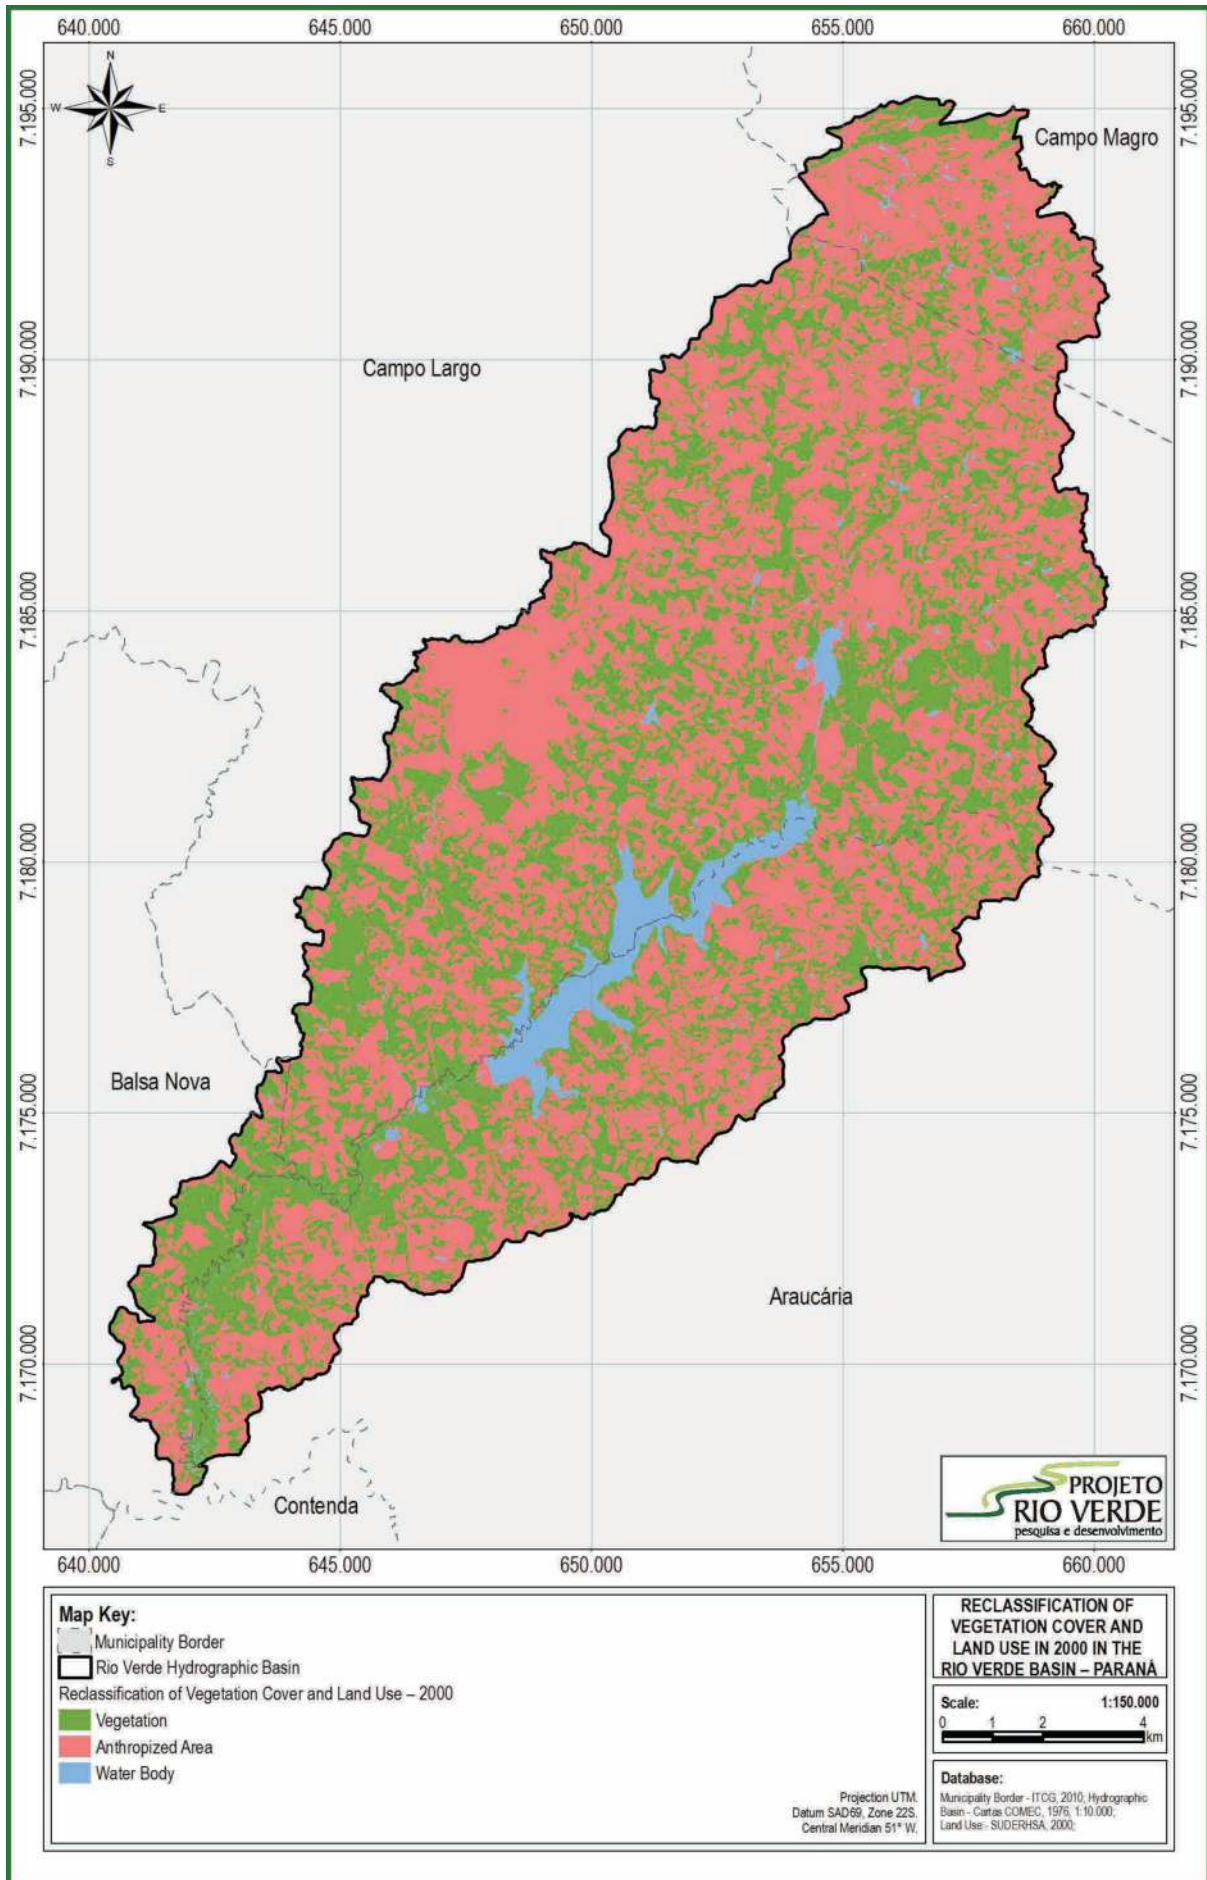 640.000 645.000 650.000 655.000 660.000
N
W E
S
7.195.000 7.195.000
Campo Magro
7.190.000 7.190.000
Campo Largo
7.185.000 7.185.000
7.180.000 7.180.000
Balsa Nova
7.175.000 7.175.000
Araucária
7.170.000 7.170.000
Contenda
PROJETO
RIO VERDE
pesquisa e desenvolvimento
640.000 645.000 650.000 655.000 660.000
Map Key:
Municipality Border
Rio Verde Hydrographic Basin
Reclassification of Vegetation Cover and Land Use – 2000
Vegetation
Anthropized Area
Water Body
Projection UTM.
Datum SAD69, Zone 22S.
Central Meridian 51° W.
RECLASSIFICATION OF
VEGETATION COVER AND
LAND USE IN 2000 IN THE
RIO VERDE BASIN – PARANÁ
Scale: 1:150.000
0 1 2 4
km
Database:
Municipality Border - ITCG, 2010; Hydrographic
Basin - Cartas COMEC, 1976, 1:10.000;
Land Use - SUDERHSA, 2000;